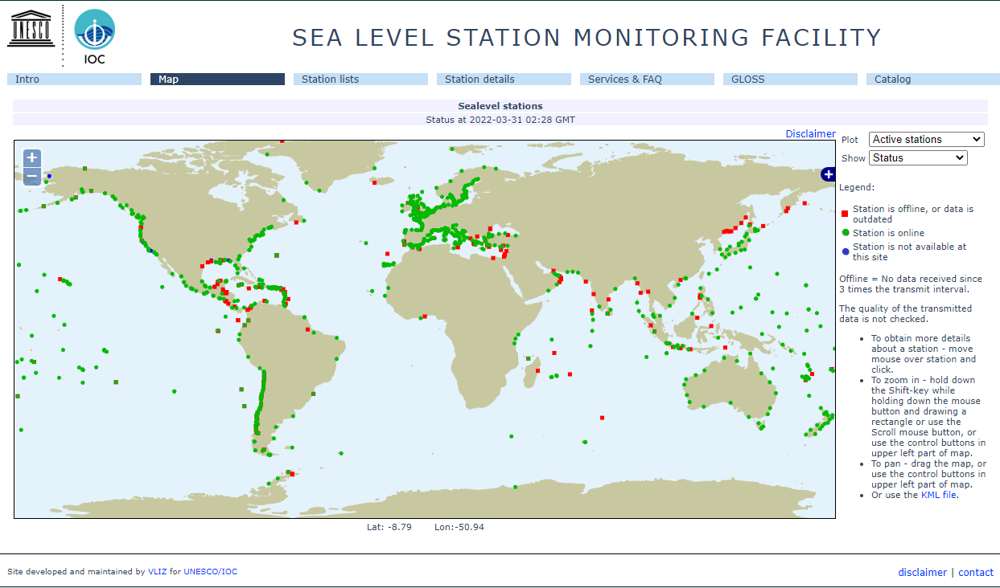 UNESCO
IOC
SEA LEVEL STATION MONITORING FACILITY
Intro
Map
Station lists
Station details
Services & FAQ
GLOSS
Catalog
Sealevel stations
Status at 2022-03-31 02:28 GMT
Disclaimer
Plot
Active stations
Show
Status
+
−
+
Legend:
Station is offline, or data is
outdated
Station is online
Station is not available at
this site
Offline = No data received since
3 times the transmit interval.
The quality of the transmitted
data is not checked.
• To obtain more details
about a station - move
mouse over station and
click.
• To zoom in - hold down
the Shift-key while
holding down the mouse
button and drawing a
rectangle or use the
Scroll mouse button, or
use the control buttons in
upper left part of map.
• To pan - drag the map, or
use the control buttons in
upper left part of map.
• Or use the KML file.
Lat: -8.79 Lon:-50.94
Site developed and maintained by VLIZ for UNESCO/IOC
disclaimer | contact